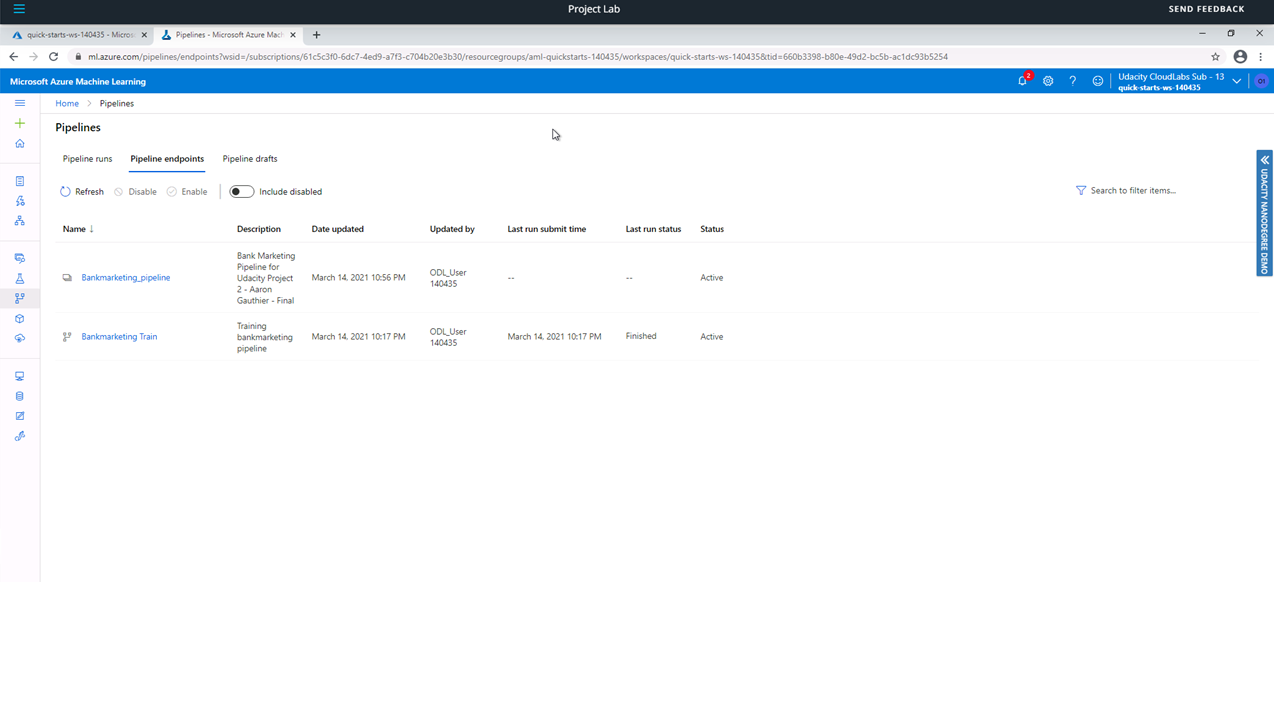 Project Lab
SEND FEEDBACK
quick-starts-ws-140435 - Micros
Pipelines - Microsoft Azure Mach
ml.azure.com/pipelines/endpoints?wsid=/subscriptions/61c5c3f0-6dc7-4ed9-a7f3-c704b20e3b30/resourcegroups/aml-quickstarts-140435/workspaces/quick-starts-ws-140435&tid=660b3398-b80e-49d2-bc5b-ac1dc93b5254
Microsoft Azure Machine Learning
2
?
Udacity CloudLabs Sub - 13
quick-starts-ws-140435
O1
Home > Pipelines
Pipelines
Pipeline runs
Pipeline endpoints
Pipeline drafts
Refresh
Disable
Enable
Include disabled
Search to filter items...
UDACITY NANODEGREE DEMO
Name ↓
Description
Date updated
Updated by
Last run submit time
Last run status
Status
Bankmarketing_pipeline
Bank Marketing
Pipeline for
Udacity Project
2 - Aaron
Gauthier - Final
March 14, 2021 10:56 PM
ODL_User
140435
--
--
Active
Bankmarketing Train
Training
bankmarketing
pipeline
March 14, 2021 10:17 PM
ODL_User
140435
March 14, 2021 10:17 PM
Finished
Active